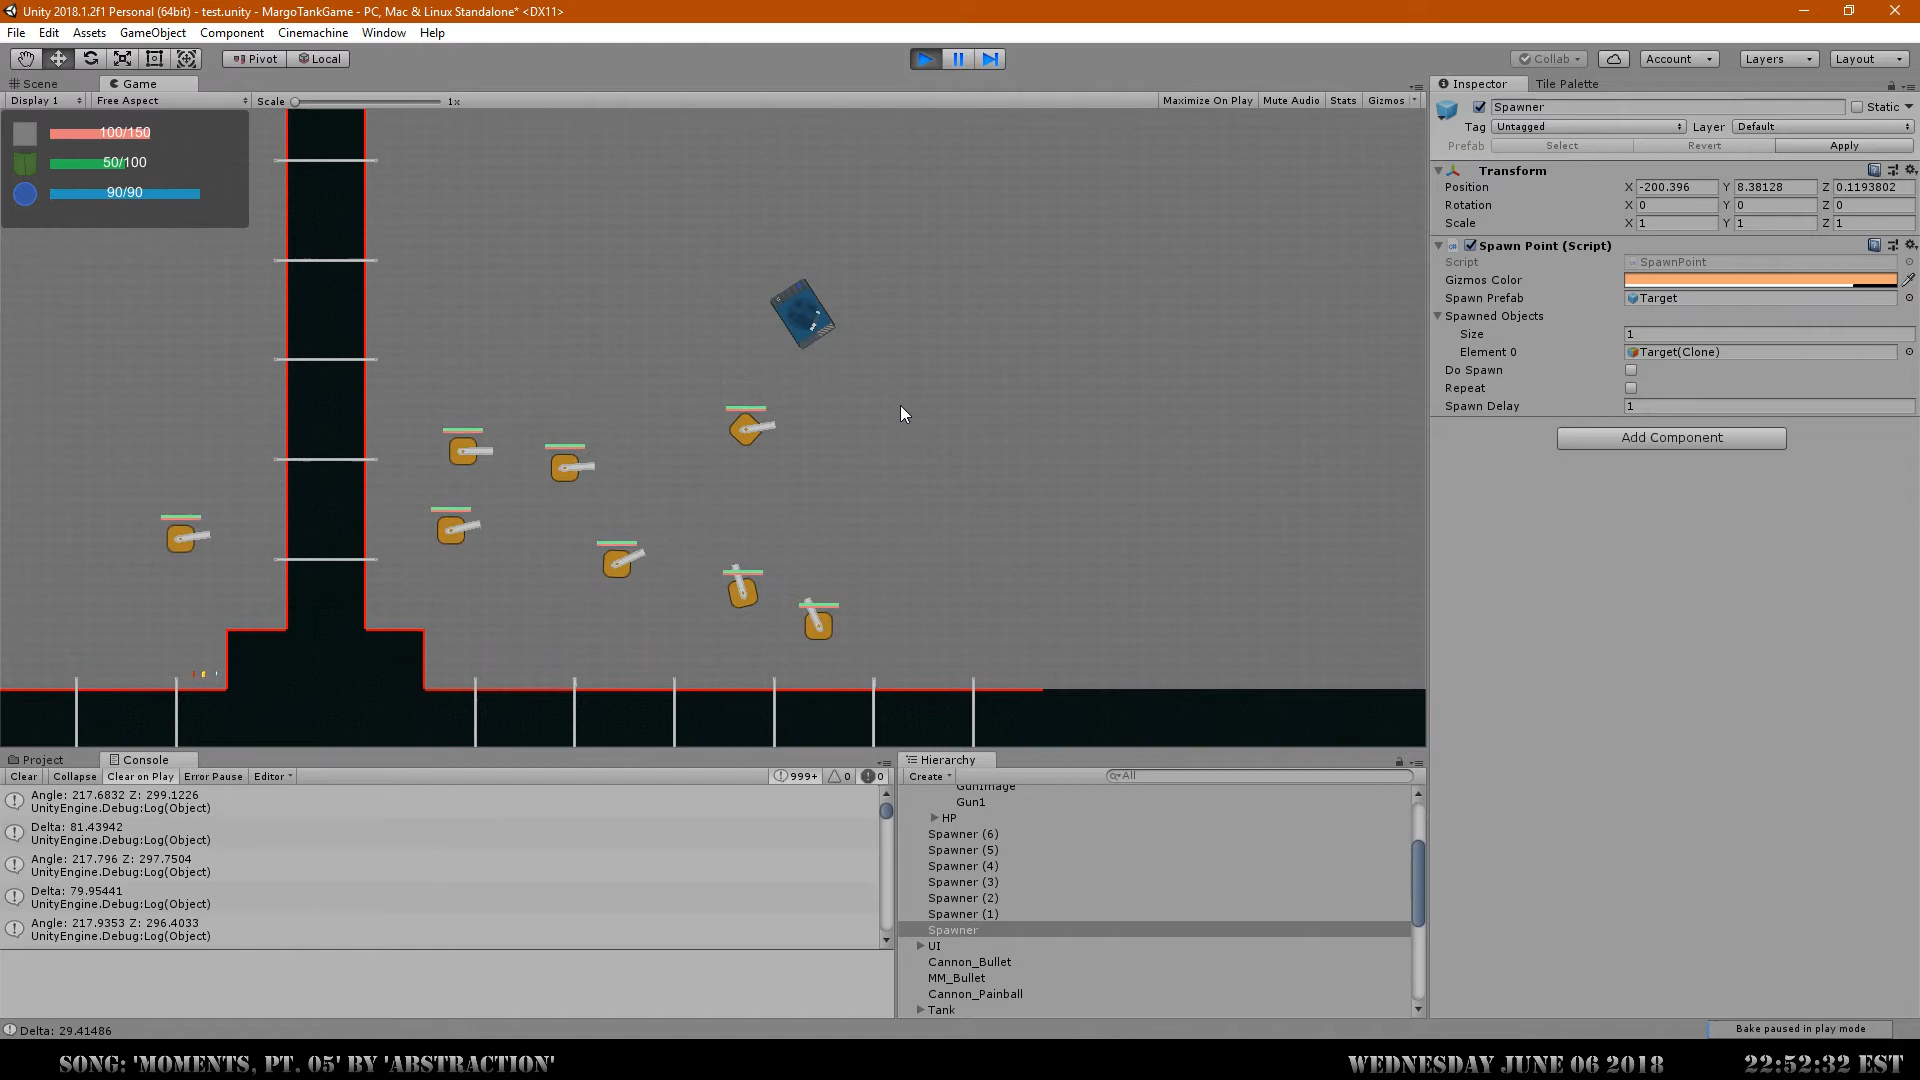 Unity 2018.1.2f1 Personal (64bit) - test.unity - MargoTankGame - PC, Mac & Linux Standalone* <DX11>
File Edit Assets GameObject Component Cinemachine Window Help
Pivot Local Collab Account Layers Layout
Scene Game
Display 1 Free Aspect Scale 1x Maximize On Play Mute Audio Stats Gizmos
100/150
50/100
90/90
Inspector Tile Palette
Spawner Static
Tag Untagged Layer Default
Prefab Select Revert Apply
Transform
Position X -200.396 Y 8.38128 Z 0.1193802
Rotation X 0 Y 0 Z 0
Scale X 1 Y 1 Z 1
Spawn Point (Script)
Script SpawnPoint
Gizmos Color
Spawn Prefab Target
Spawned Objects
Size 1
Element 0 Target(Clone)
Do Spawn
Repeat
Spawn Delay 1
Add Component
Project Console
Clear Collapse Clear on Play Error Pause Editor 999+ 0 0
Angle: 217.6832 Z: 299.1226
UnityEngine.Debug:Log(Object)
Delta: 81.43942
UnityEngine.Debug:Log(Object)
Angle: 217.796 Z: 297.7504
UnityEngine.Debug:Log(Object)
Delta: 79.95441
UnityEngine.Debug:Log(Object)
Angle: 217.9353 Z: 296.4033
UnityEngine.Debug:Log(Object)
Delta: 29.41486
Hierarchy
Create All
GunImage
Gun1
HP
Spawner (6)
Spawner (5)
Spawner (4)
Spawner (3)
Spawner (2)
Spawner (1)
Spawner
UI
Cannon_Bullet
MM_Bullet
Cannon_Painball
Tank
Bake paused in play mode
SONG: 'MOMENTS, PT. 05' BY 'ABSTRACTION' WEDNESDAY JUNE 06 2018 22:52:32 EST